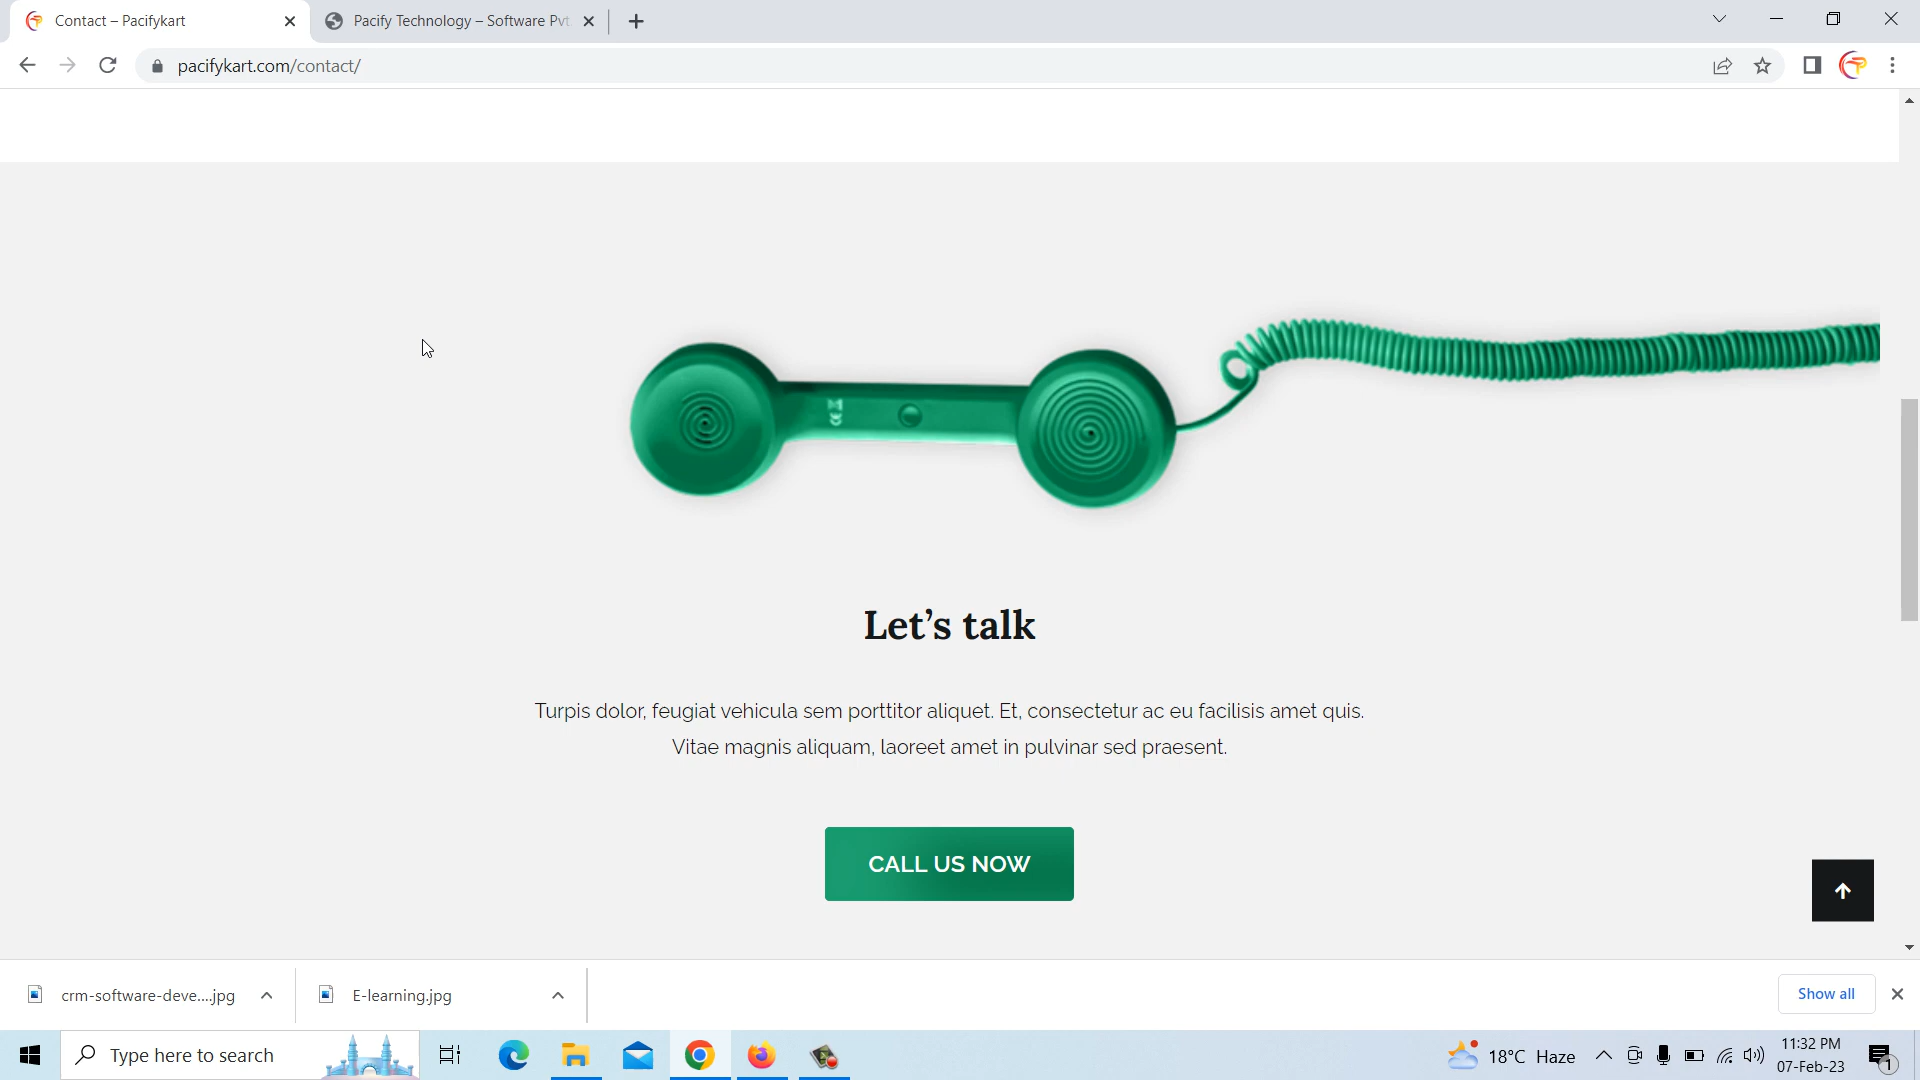 Contact – Pacifykart
Pacify Technology – Software Pvt.
pacifykart.com/contact/
Let’s talk
Turpis dolor, feugiat vehicula sem porttitor aliquet. Et, consectetur ac eu facilisis amet quis.
Vitae magnis aliquam, laoreet amet in pulvinar sed praesent.
CALL US NOW
crm-software-deve....jpg
E-learning.jpg
Show all
Type here to search
18°C Haze
11:32 PM
07-Feb-23
1